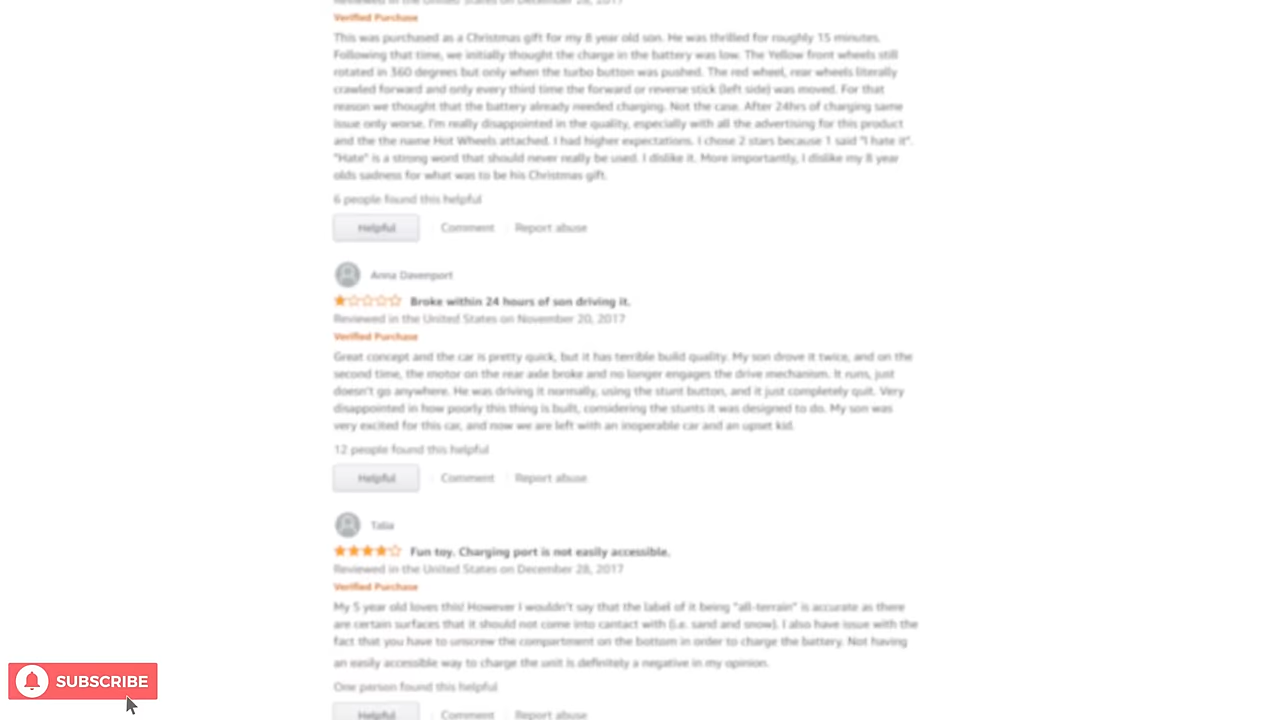 Reviewed in the United States on December 28, 2017
Verified Purchase
This was purchased as a Christmas gift for my 8 year old son. He was thrilled for roughly 15 minutes.
Following that time, we initially thought the charge in the battery was low. The Yellow front wheels still
rotated in 360 degrees but only when the turbo button was pushed. The red wheel, rear wheels literally
crawled forward and only every third time the forward or reverse stick (left side) was moved. For that
reason we thought that the battery already needed charging. Not the case. After 24hrs of charging same
issue only worse. I'm really disappointed in the quality, especially with all the advertising for this product
and the the name Hot Wheels attached. I had higher expectations. I chose 2 stars because 1 said "I hate it".
"Hate" is a strong word that should never really be used. I dislike it. More importantly, I dislike my 8 year
olds sadness for what was to be his Christmas gift.
6 people found this helpful
Helpful Comment Report abuse
Anna Davenport
Broke within 24 hours of son driving it.
Reviewed in the United States on November 20, 2017
Verified Purchase
Great concept and the car is pretty quick, but it has terrible build quality. My son drove it twice, and on the
second time, the motor on the rear axle broke and no longer engages the drive mechanism. It runs, just
doesn't go anywhere. He was driving it normally, using the stunt button, and it just completely quit. Very
disappointed in how poorly this thing is built, considering the stunts it was designed to do. My son was
very excited for this car, and now we are left with an inoperable car and an upset kid.
12 people found this helpful
Helpful Comment Report abuse
Talia
Fun toy. Charging port is not easily accessible.
Reviewed in the United States on December 28, 2017
Verified Purchase
My 5 year old loves this! However I wouldn't say that the label of it being "all-terrain" is accurate as there
are certain surfaces that it should not come into cantact with (i.e. sand and snow). I also have issue with the
fact that you have to unscrew the compartment on the bottom in order to charge the battery. Not having
an easily accessible way to charge the unit is definitely a negative in my opinion.
One person found this helpful
Helpful Comment Report abuse
SUBSCRIBE